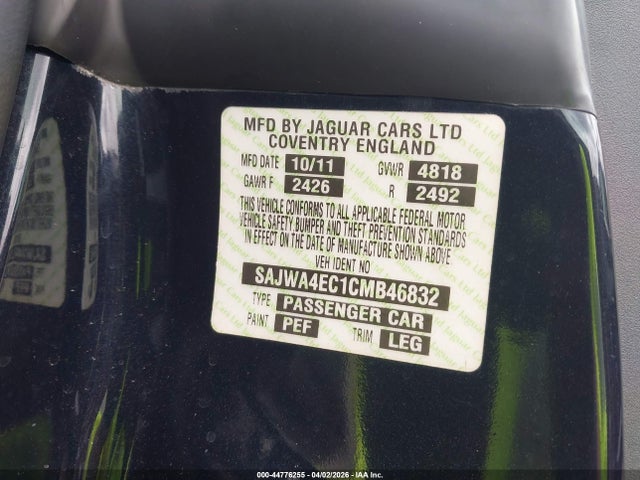 MFD BY JAGUAR CARS LTD
COVENTRY ENGLAND
MFD DATE 10/11 GVWR 4818
GAWR F 2426 R 2492
THIS VEHICLE CONFORMS TO ALL APPLICABLE FEDERAL MOTOR
VEHICLE SAFETY BUMPER AND THEFT PREVENTION STANDARDS
IN EFFECT ON THE DATE OF MANUFACTURE SHOWN ABOVE
VEH IDENT NO
SAJWA4EC1CMB46832
TYPE PASSENGER CAR
PAINT PEF TRIM LEG
000-44776255 - 04/02/2026 - IAA Inc.